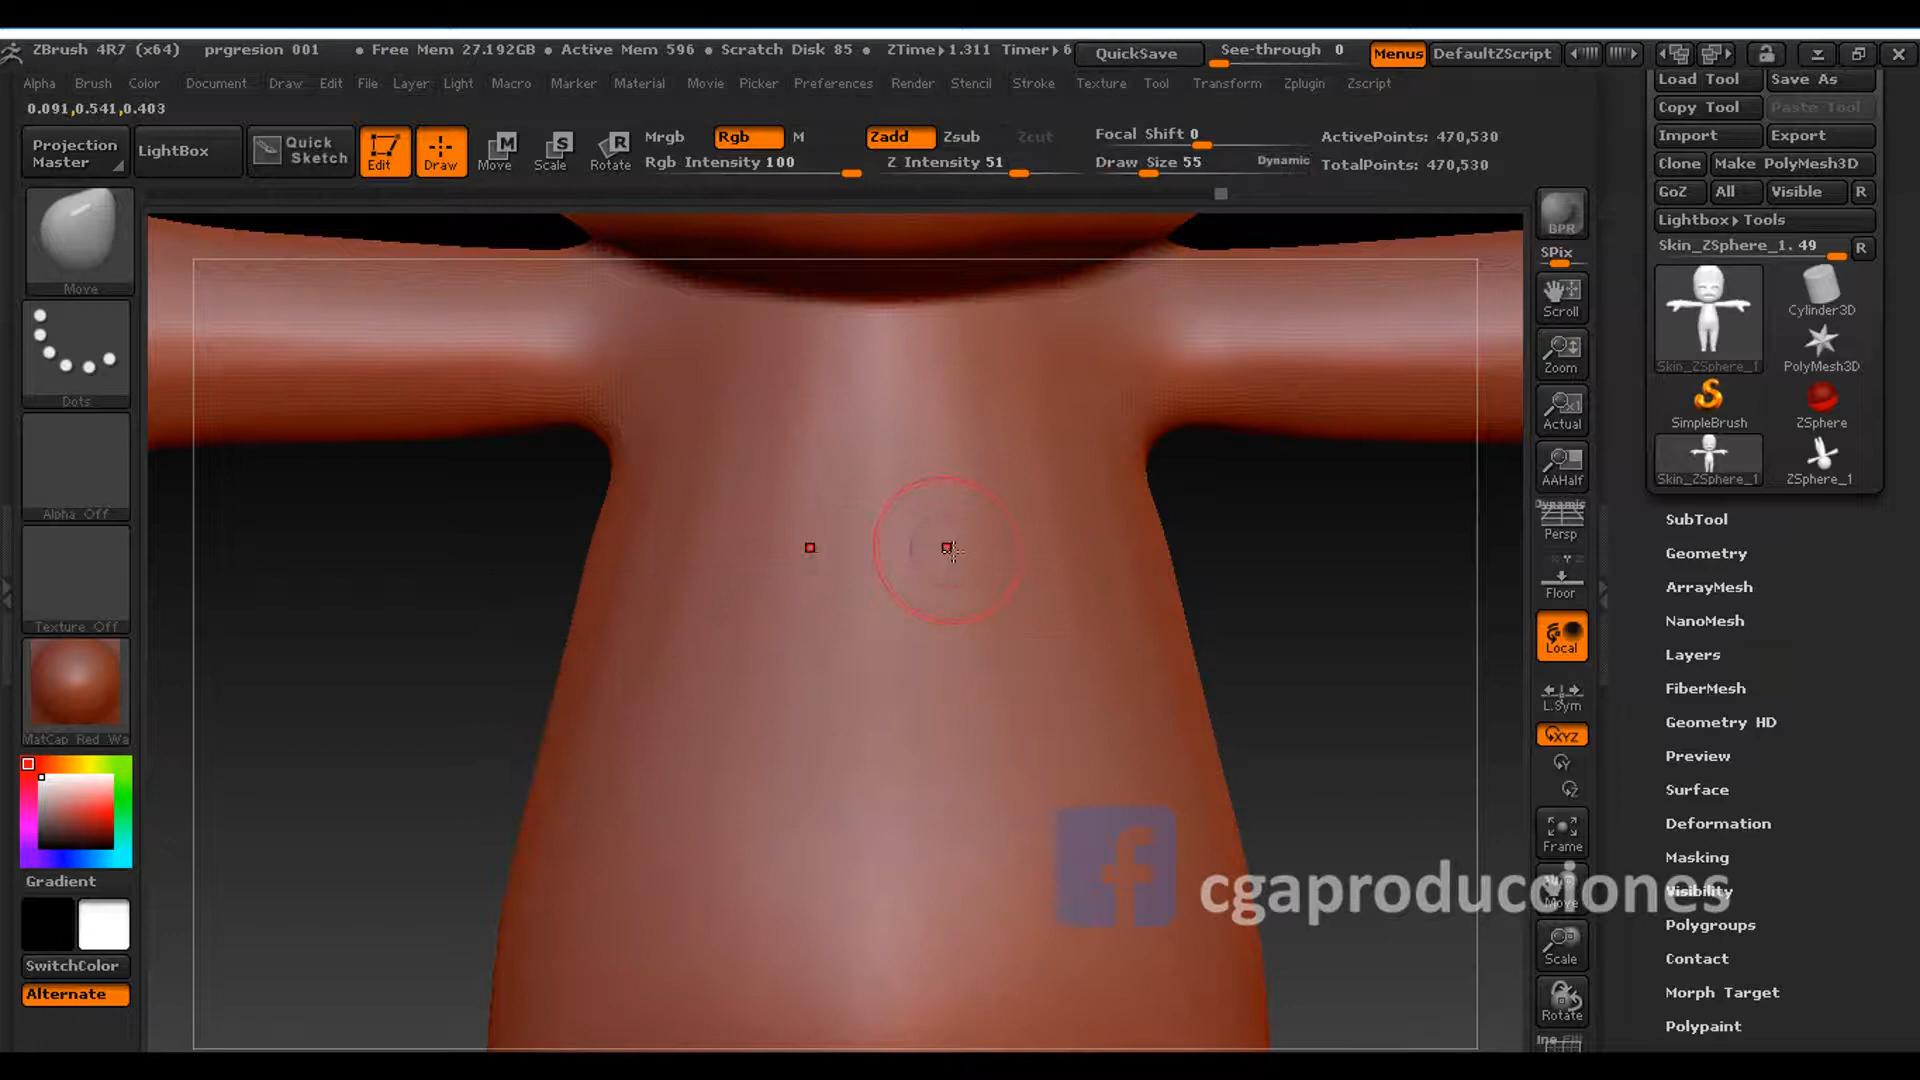 ZBrush 4R7 (x64) prgresion 001 • Free Mem 27.192GB • Active Mem 596 • Scratch Disk 85 • ZTime▸1.311 Timer▸6 QuickSave See-through 0 Menus DefaultZScript
Alpha Brush Color Document Draw Edit File Layer Light Macro Marker Material Movie Picker Preferences Render Stencil Stroke Texture Tool Transform Zplugin Zscript
0.091,0.541,0.403
Projection Master
LightBox
Quick Sketch
Edit
Draw
Move
Scale
Rotate
Mrgb Rgb M
Rgb Intensity 100
Zadd Zsub Zcut
Z Intensity 51
Focal Shift 0
Draw Size 55 Dynamic
ActivePoints: 470,530
TotalPoints: 470,530
Move
Dots
Alpha Off
Texture Off
MatCap Red Wa
Gradient
SwitchColor
Alternate
BPR
SPix
Scroll
Zoom
Actual
AAHalf
Dynamic
Persp
Floor
Local
L.Sym
XYZ
Y
Z
Frame
Move
Scale
Rotate
Load Tool Save As
Copy Tool Paste Tool
Import Export
Clone Make PolyMesh3D
GoZ All Visible R
Lightbox▸Tools
Skin_ZSphere_1. 49 R
Skin_ZSphere_1 Cylinder3D
PolyMesh3D
SimpleBrush ZSphere
Skin_ZSphere_1 ZSphere_1
SubTool
Geometry
ArrayMesh
NanoMesh
Layers
FiberMesh
Geometry HD
Preview
Surface
Deformation
Masking
Visibility
Polygroups
Contact
Morph Target
Polypaint
f cgaproducciones